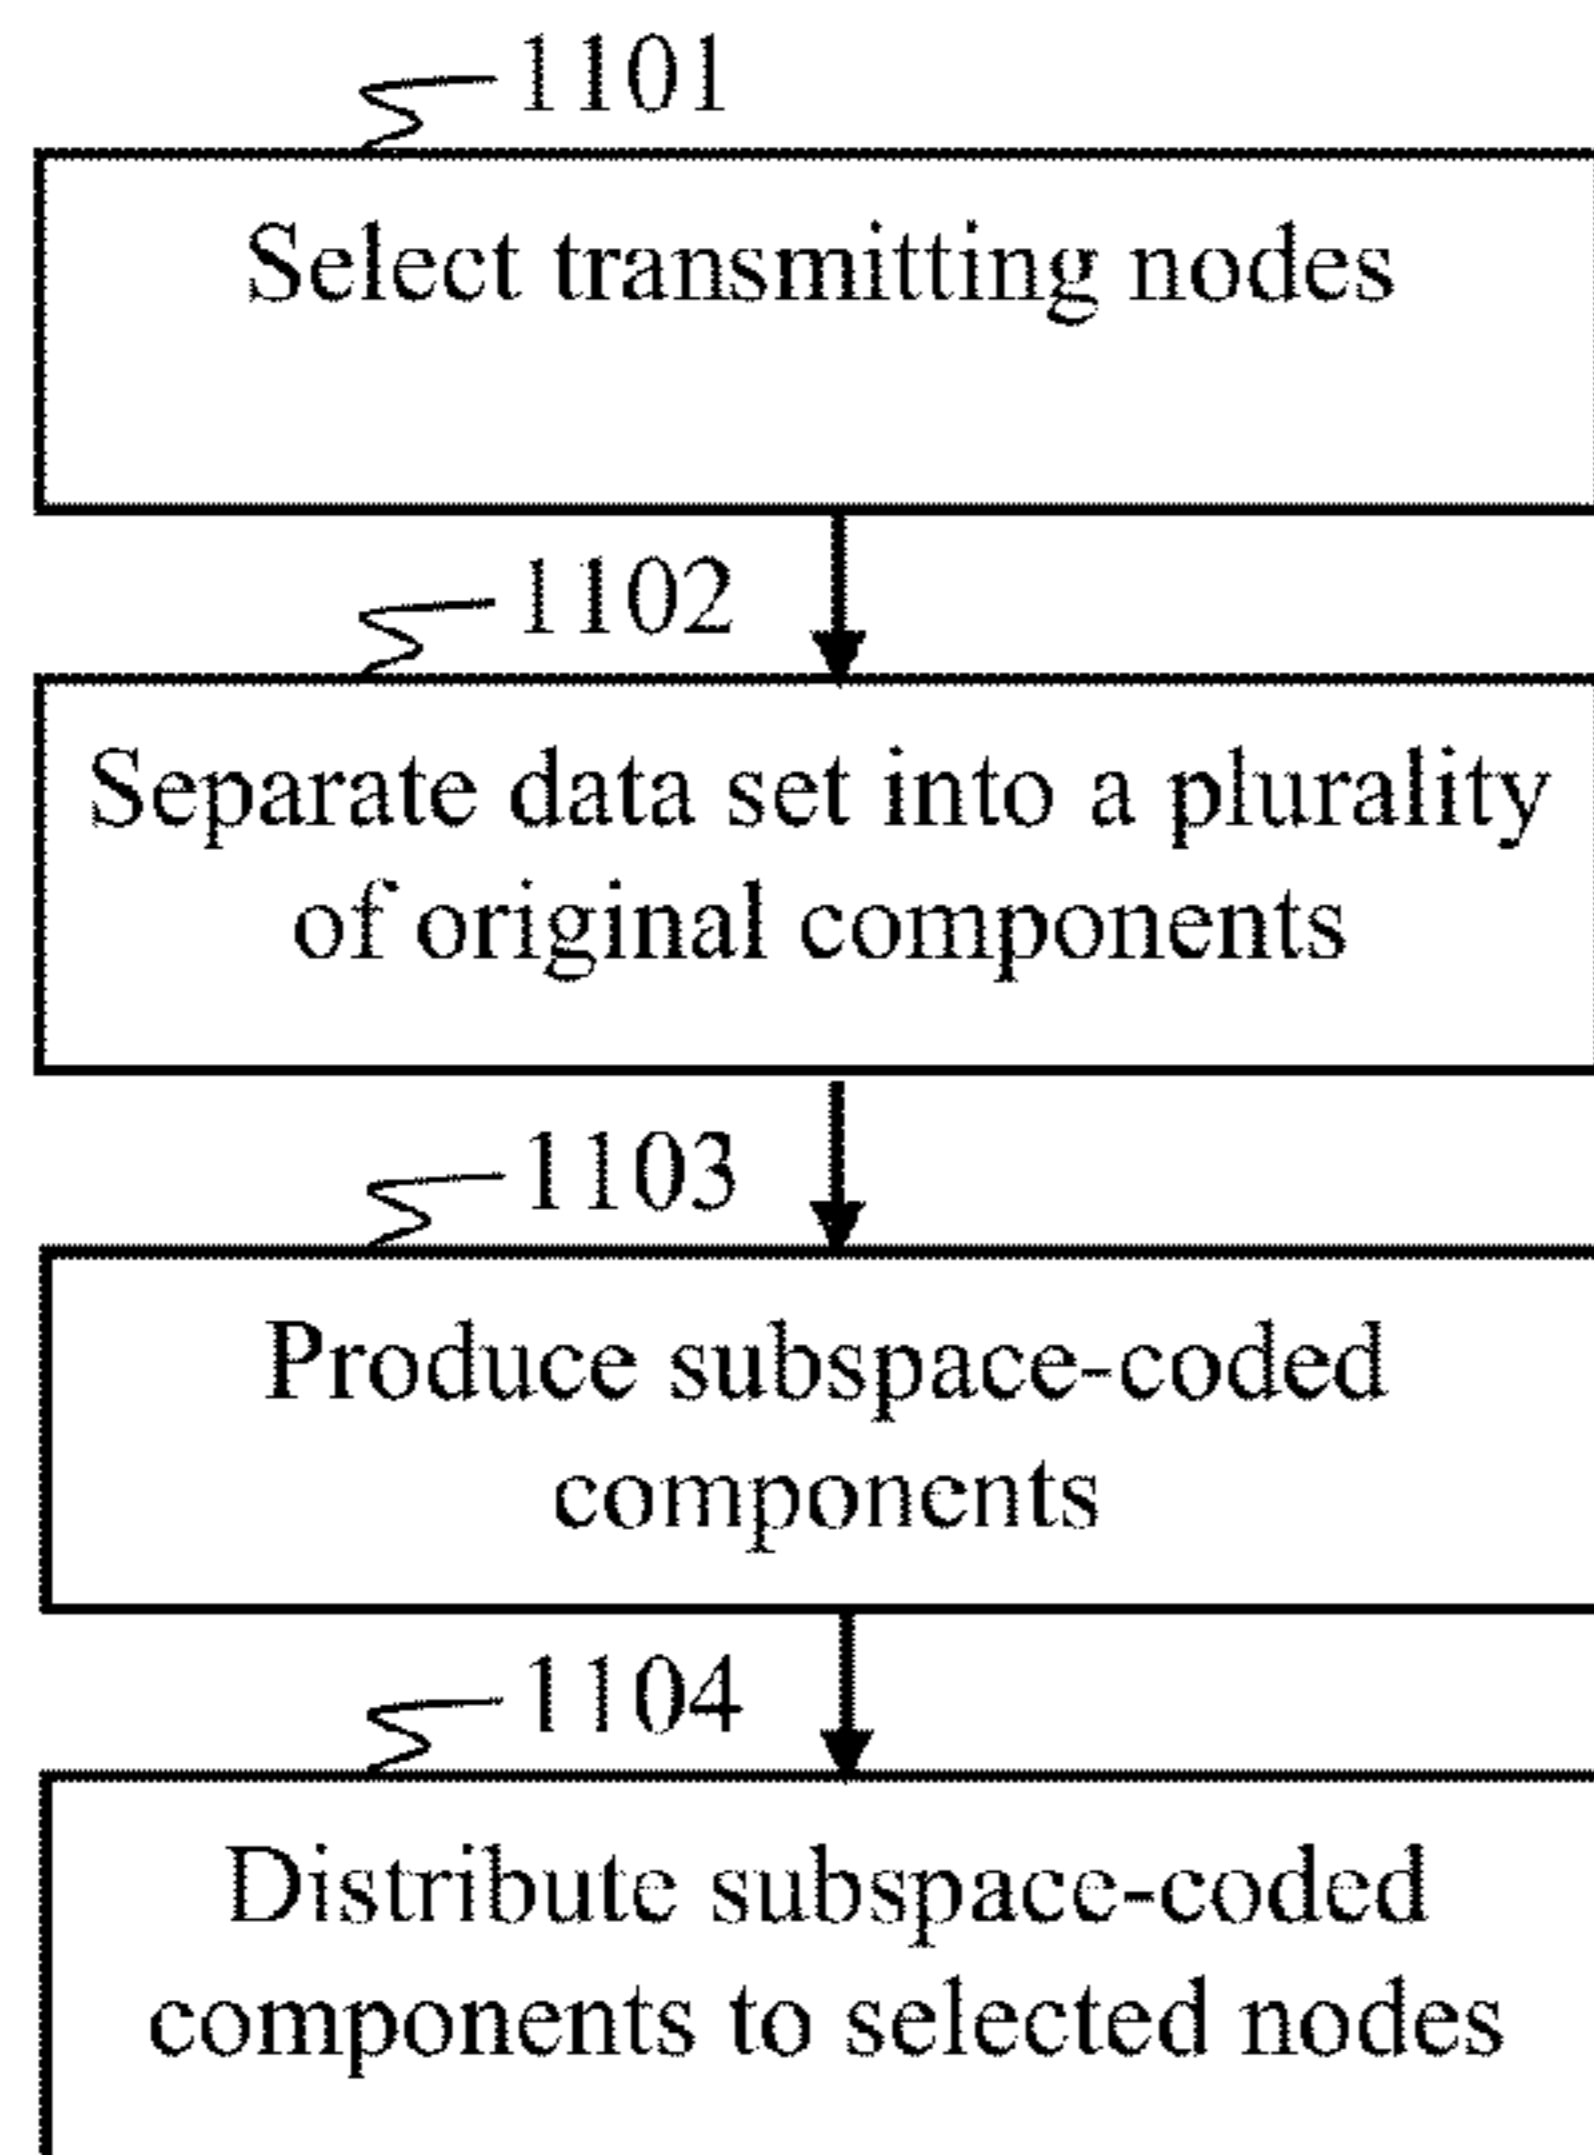 1101
Select transmitting nodes
1102
Separate data set into a plurality
of original components
1103
Produce subspace-coded
components
1104
Distribute subspace-coded
components to selected nodes